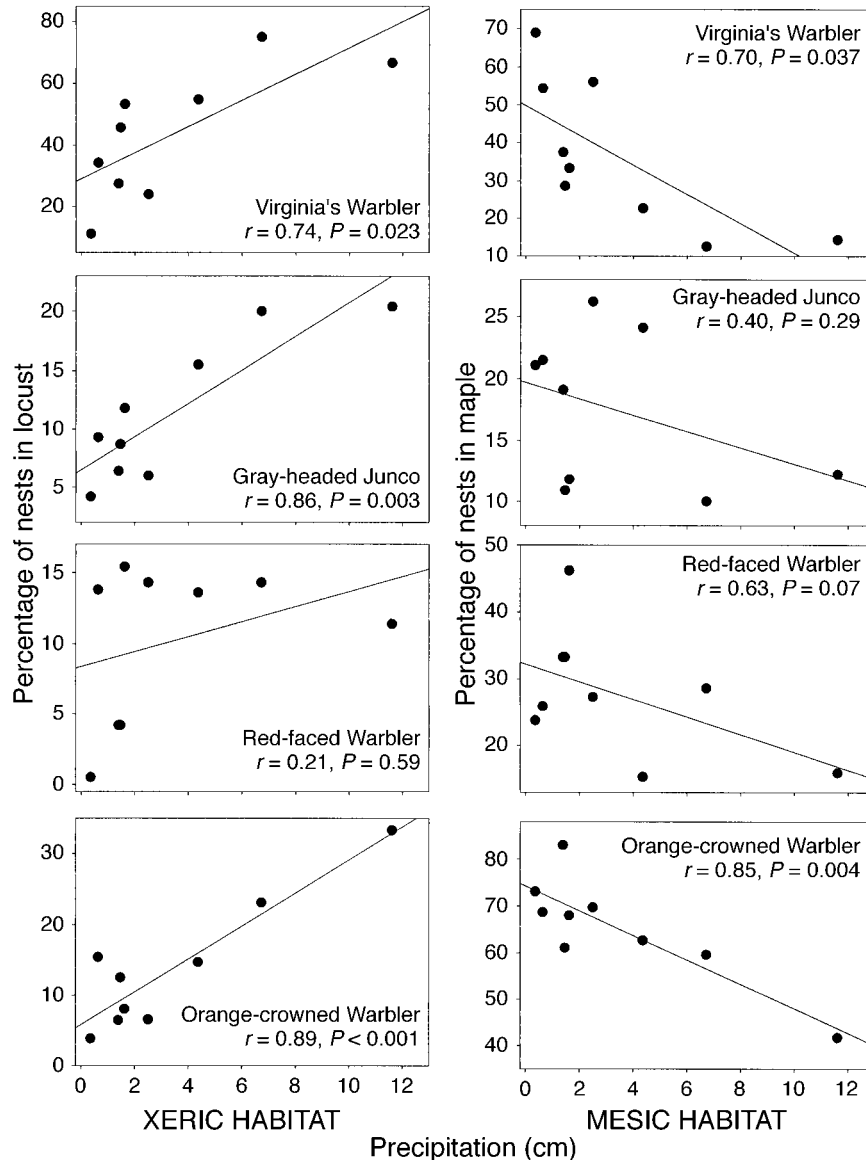 Percentage of nests in locust
80
60
40
20
Virginia's Warbler
r = 0.74, P = 0.023
20
15
10
5
Gray-headed Junco
r = 0.86, P = 0.003
15
10
5
0
Red-faced Warbler
r = 0.21, P = 0.59
30
20
10
0
Orange-crowned Warbler
r = 0.89, P < 0.001
0 2 4 6 8 10 12
XERIC HABITAT
Percentage of nests in maple
70
60
50
40
30
20
10
Virginia's Warbler
r = 0.70, P = 0.037
25
20
15
10
Gray-headed Junco
r = 0.40, P = 0.29
50
40
30
20
Red-faced Warbler
r = 0.63, P = 0.07
80
70
60
50
40
Orange-crowned Warbler
r = 0.85, P = 0.004
0 2 4 6 8 10 12
MESIC HABITAT
Precipitation (cm)